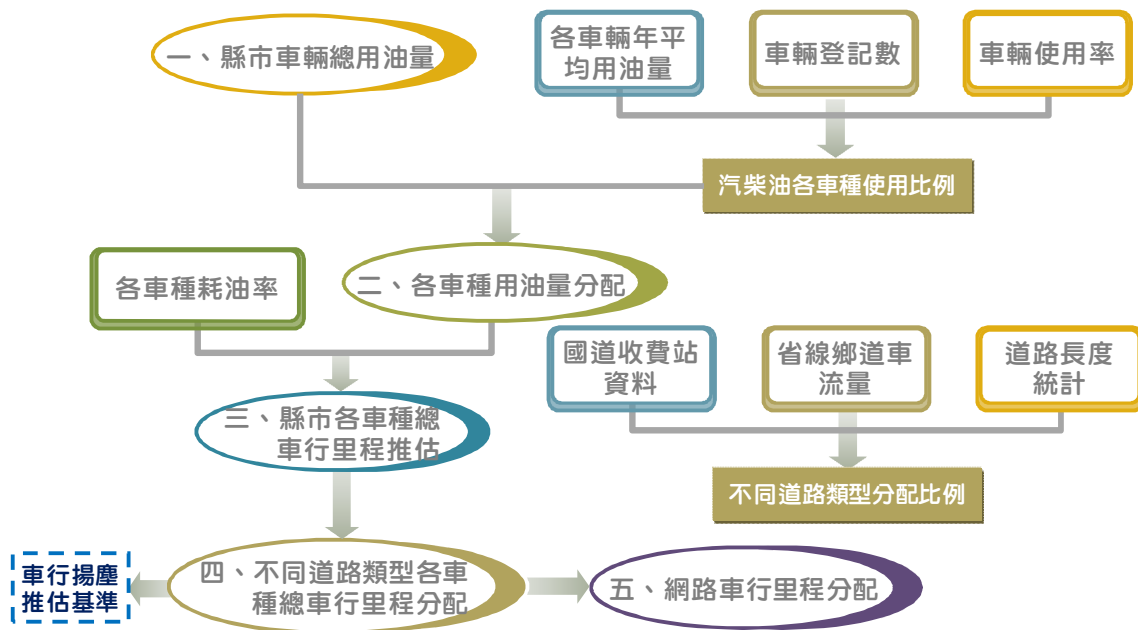 一、縣市車輛總用油量
各車輛年平
均用油量
車輛登記數
車輛使用率
汽柴油各車種使用比例
各車種耗油率
二、各車種用油量分配
國道收費站
資料
省線鄉道車
流量
道路長度
統計
三、縣市各車種總
車行里程推估
不同道路類型分配比例
車行揚塵
推估基準
四、不同道路類型各車
種總車行里程分配
五、網路車行里程分配